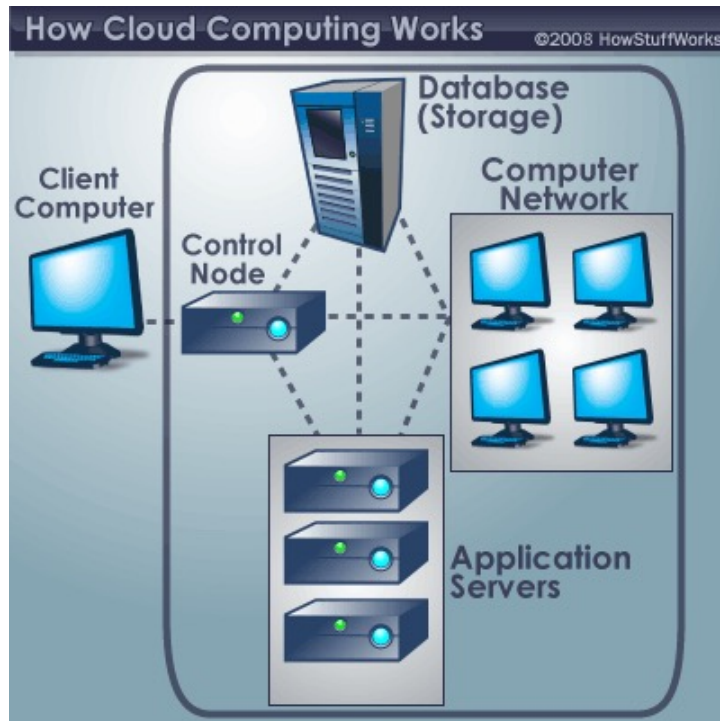 How Cloud Computing Works
©2008 HowStuffWorks
Database
(Storage)
Client
Computer
Computer
Network
Control
Node
Application
Servers